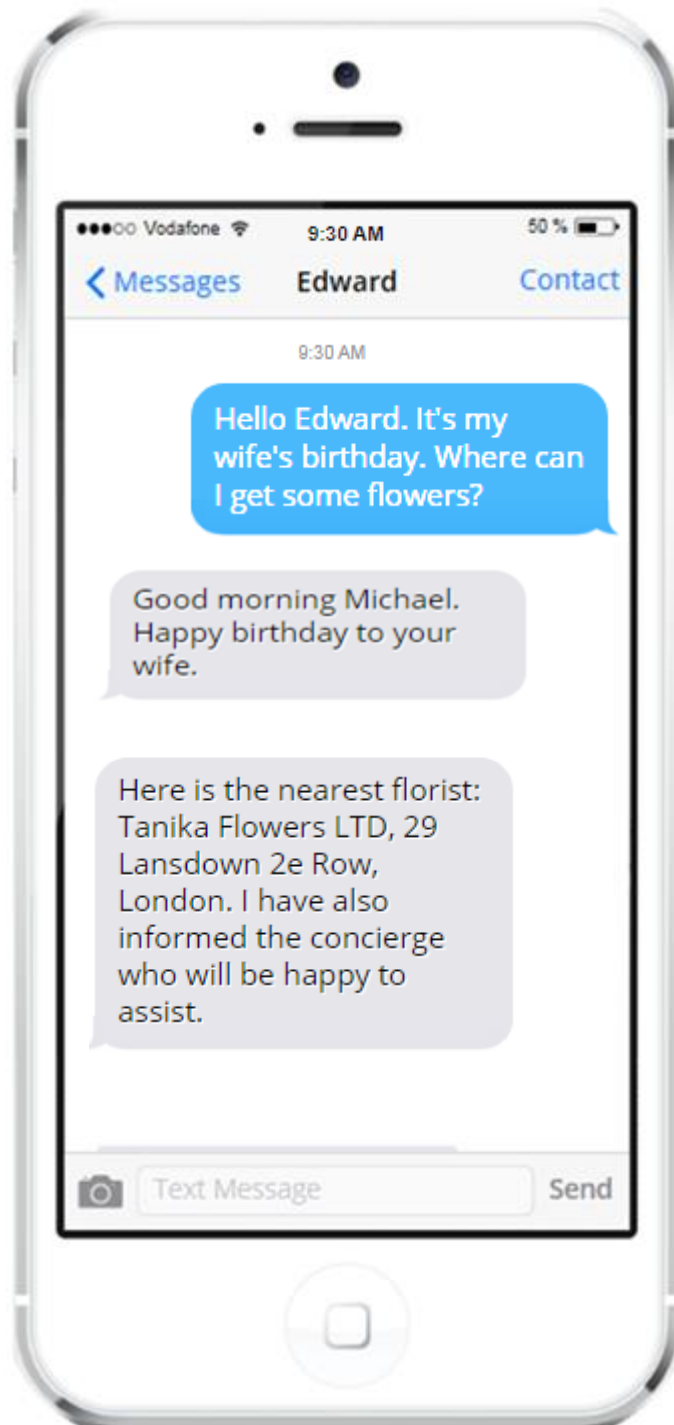 ●●●○○ Vodafone 9:30 AM 50 %
Messages Edward Contact
9:30 AM
Hello Edward. It's my
wife's birthday. Where can
I get some flowers?
Good morning Michael.
Happy birthday to your
wife.
Here is the nearest florist:
Tanika Flowers LTD, 29
Lansdown 2e Row,
London. I have also
informed the concierge
who will be happy to
assist.
Text Message Send